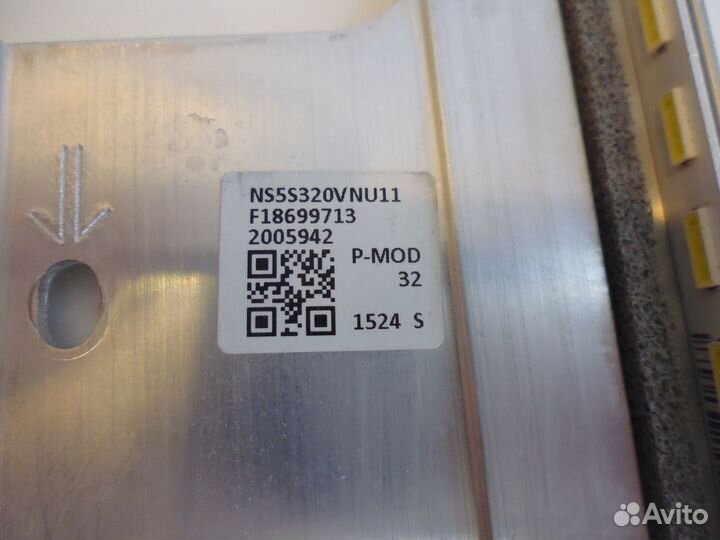 NS5S320VNU11
F18699713
2005942
P-MOD
32
1524 S
Avito